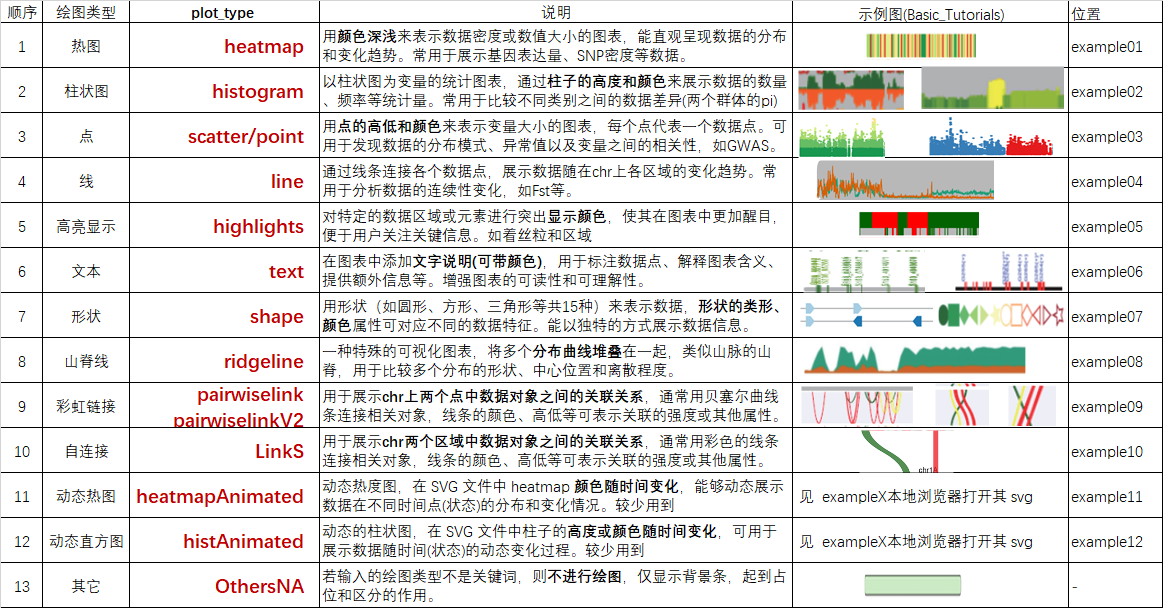 顺序 绘图类型 plot_type 说明 示例图(Basic_Tutorials) 位置
1 热图 heatmap 用颜色深浅来表示数据密度或数值大小的图表，能直观呈现数据的分布
和变化趋势。常用于展示基因表达量、SNP密度等数据。 example01
2 柱状图 histogram 以柱状图为变量的统计图表，通过柱子的高度和颜色来展示数据的数量
、频率等统计量。常用于比较不同类别之间的数据差异(两个群体的pi) example02
3 点 scatter/point 用点的高低和颜色来表示变量大小的图表，每个点代表一个数据点。可
用于发现数据的分布模式、异常值以及变量之间的相关性，如GWAS。 example03
4 线 line 通过线条连接各个数据点，展示数据随在chr上各区域的变化趋势。常
用于分析数据的连续性变化，如Fst等。 example04
5 高亮显示 highlights 对特定的数据区域或元素进行突出显示颜色，使其在图表中更加醒目，
便于用户关注关键信息。如着丝粒和区域 example05
6 文本 text 在图表中添加文字说明(可带颜色)，用于标注数据点、解释图表含义、
提供额外信息等。增强图表的可读性和可理解性。 example06
7 形状 shape 用形状（如圆形、方形、三角形等共15种）来表示数据，形状的类形、
颜色属性可对应不同的数据特征。能以独特的方式展示数据信息。 example07
8 山脊线 ridgeline 一种特殊的可视化图表，将多个分布曲线堆叠在一起，类似山脉的山
脊，用于比较多个分布的形状、中心位置和离散程度。 example08
9 彩虹链接 pairwiselink
pairwiselinkV2 用于展示chr上两个点中数据对象之间的关联关系，通常用贝塞尔曲线
条连接相关对象，线条的颜色、高低等可表示关联的强度或其他属性。 example09
10 自连接 LinkS 用于展示chr两个区域中数据对象之间的关联关系，通常用彩色的线条
连接相关对象，线条的颜色、高低等可表示关联的强度或其他属性。 chr1A example10
11 动态热图 heatmapAnimated 动态热度图，在 SVG 文件中 heatmap 颜色随时间变化，能够动态展示
数据在不同时间点(状态)的分布和变化情况。较少用到 见 exampleX本地浏览器打开其 svg example11
12 动态直方图 histAnimated 动态的柱状图，在 SVG 文件中柱子的高度或颜色随时间变化，可用于
展示数据随时间(状态)的动态变化过程。较少用到 见 exampleX本地浏览器打开其 svg example12
13 其它 OthersNA 若输入的绘图类型不是关键词，则不进行绘图，仅显示背景条，起到占
位和区分的作用。 -